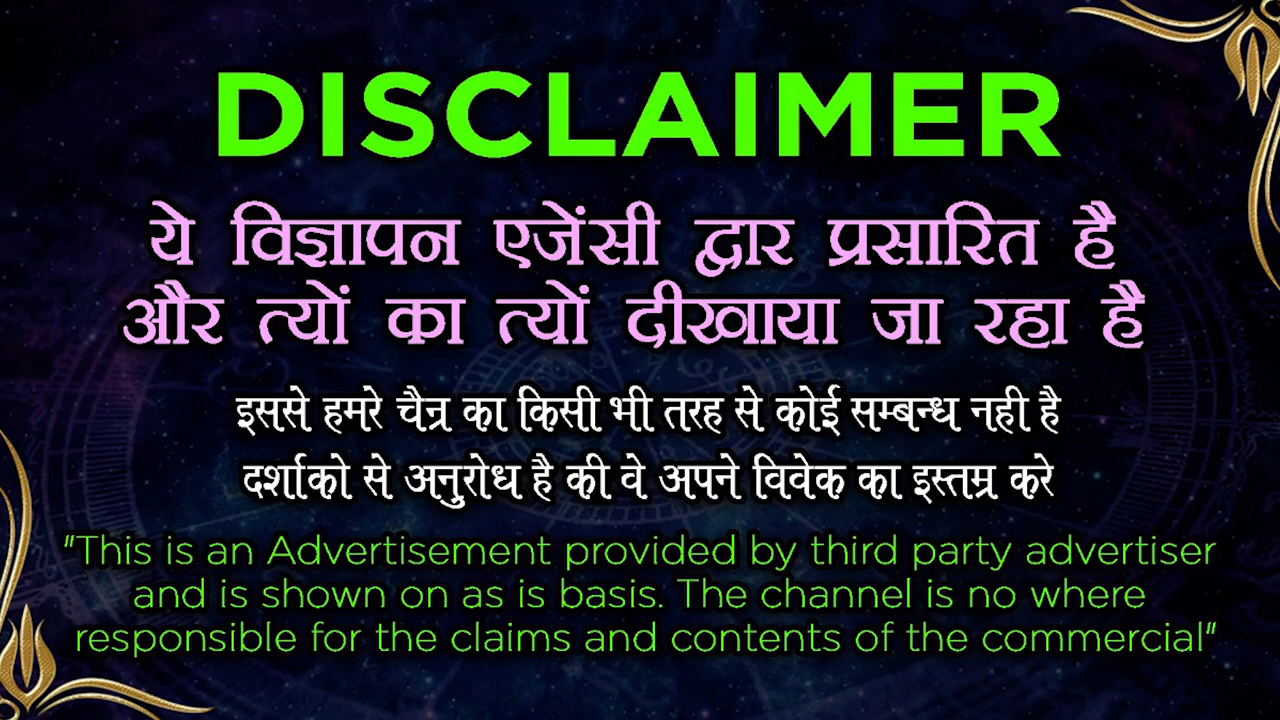 DISCLAIMER
ये विज्ञापन एजेंसी द्वार प्रसारित है
और त्यों का त्यों दीखाया जा रहा है
इससे हमरे चैन्र का किसी भी तरह से कोई सम्बन्ध नही है
दर्शाको से अनुरोध है की वे अपने विवेक का इस्तम्र करे
"This is an Advertisement provided by third party advertiser
and is shown on as is basis. The channel is no where
responsible for the claims and contents of the commercial"